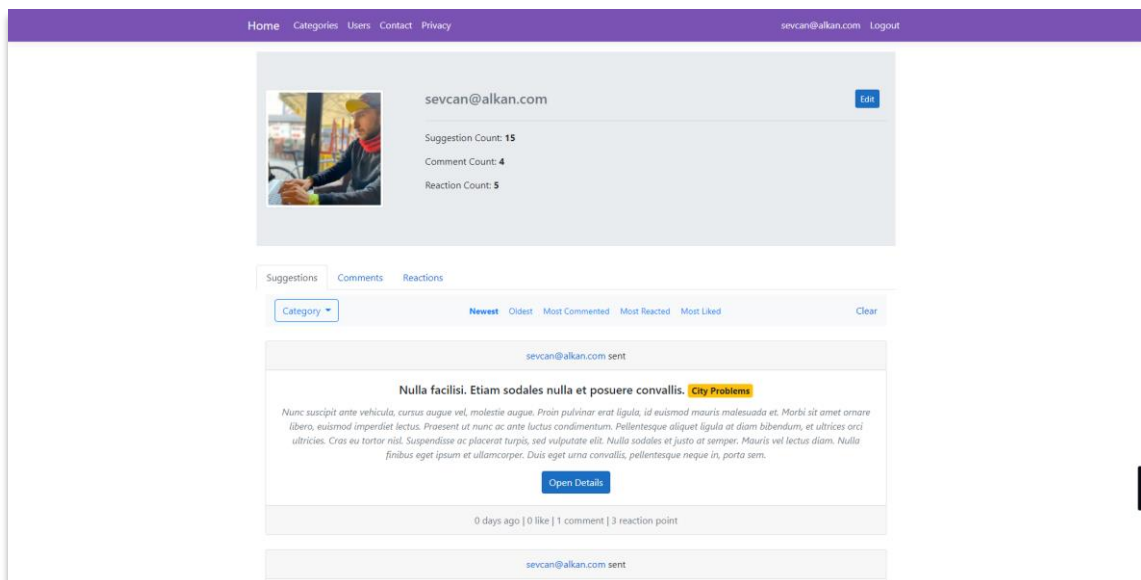 Home Categories Users Contact Privacy sevcan@alkan.com Logout
sevcan@alkan.com Edit
Suggestion Count: 15
Comment Count: 4
Reaction Count: 5
Suggestions Comments Reactions
Category Newest Oldest Most Commented Most Reacted Most Liked Clear
sevcan@alkan.com sent
Nulla facilisi. Etiam sodales nulla et posuere convallis. City Problems
Nunc suscipit ante vehicula, cursus augue vel, molestie augue. Proin pulvinar erat ligula, id euismod mauris malesuada et. Morbi sit amet ornare
libero, euismod imperdiet lectus. Praesent ut nunc ac ante luctus condimentum. Pellentesque aliquet ligula at diam bibendum, et ultrices orci
ultricies. Cras eu tortor nisl. Suspendisse ac placerat turpis, sed vulputate elit. Nulla sodales et justo at semper. Mauris vel lectus diam. Nulla
finibus eget ipsum et ullamcorper. Duis eget urna convallis, pellentesque neque in, porta sem.
Open Details
0 days ago | 0 like | 1 comment | 3 reaction point
sevcan@alkan.com sent